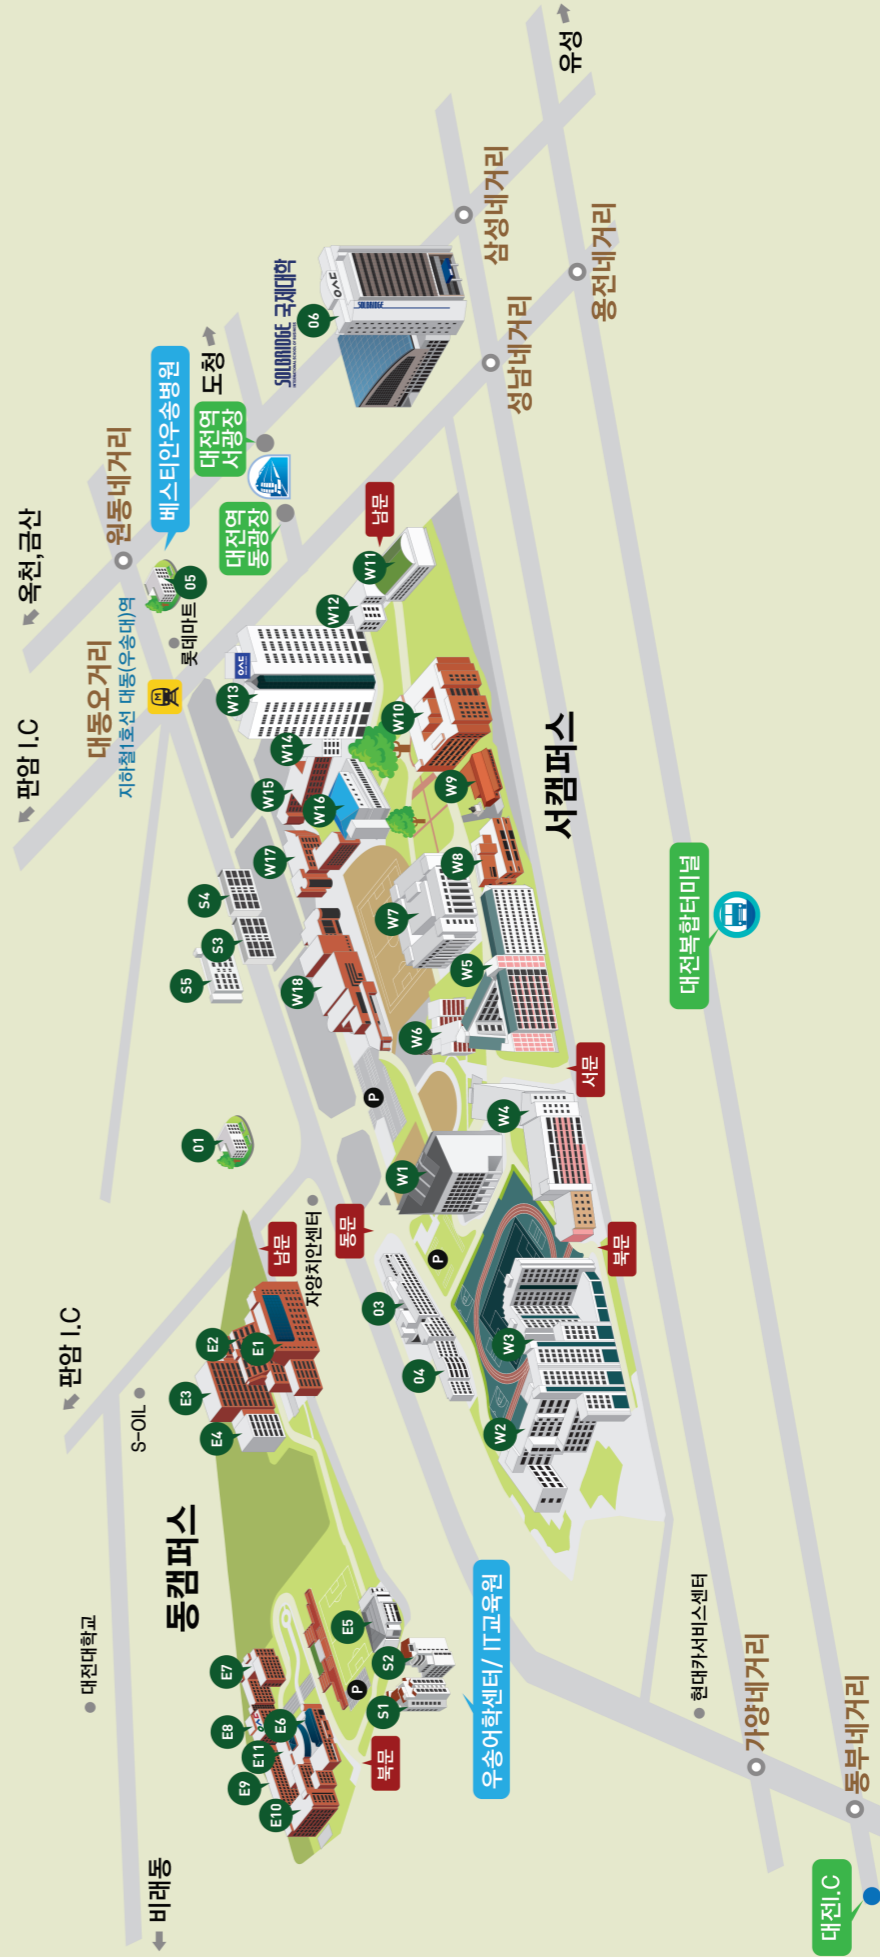 판암 I.C
옥천,금산
판암 I.C
비래동
대전대학교
S-OIL
대동오거리
지하철1호선 대동(우송대)역
원동네거리
베스티안우송병원
롯데마트
05
도청
대전역
서광장
대전역
동광장
동캠퍼스
E10
E9
E11
E8
E6
E7
E4
E3
E2
E1
남문
자양치안센터
01
S5
S3
S4
W18
W17
W15
W16
W14
W13
W12
W11
남문
SOLBRIDGE 국제대학
INTERNATIONAL SCHOOL OF BUSINESS
06
SOLBRIDGE
북문
S1
S2
E5
P
동문
P
P
03
04
우송어학센터/ IT교육원
W1
W2
W3
W4
W6
W5
W7
W8
W9
W10
서캠퍼스
서문
북문
성남네거리
삼성네거리
용전네거리
유성
대전복합터미널
현대카서비스센터
가양네거리
동부네거리
대전I.C